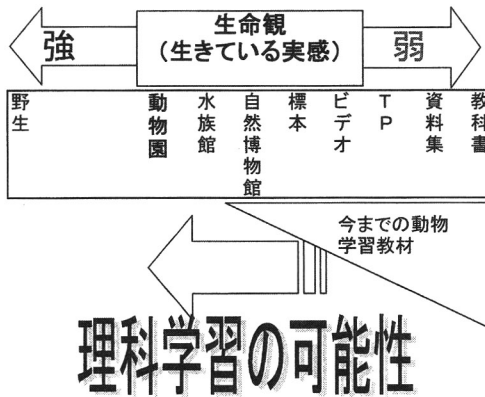 強
生命観
(生きている実感)
弱
野生
動物園
水族館
自然博物館
標本
ビデオ
TP
資料集
教科書
今までの動物
学習教材
理科学習の可能性